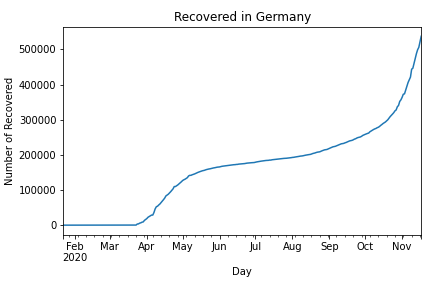 Recovered in Germany
Number of Recovered
500000
400000
300000
200000
100000
0
Feb Mar Apr May Jun Jul Aug Sep Oct Nov
2020
Day